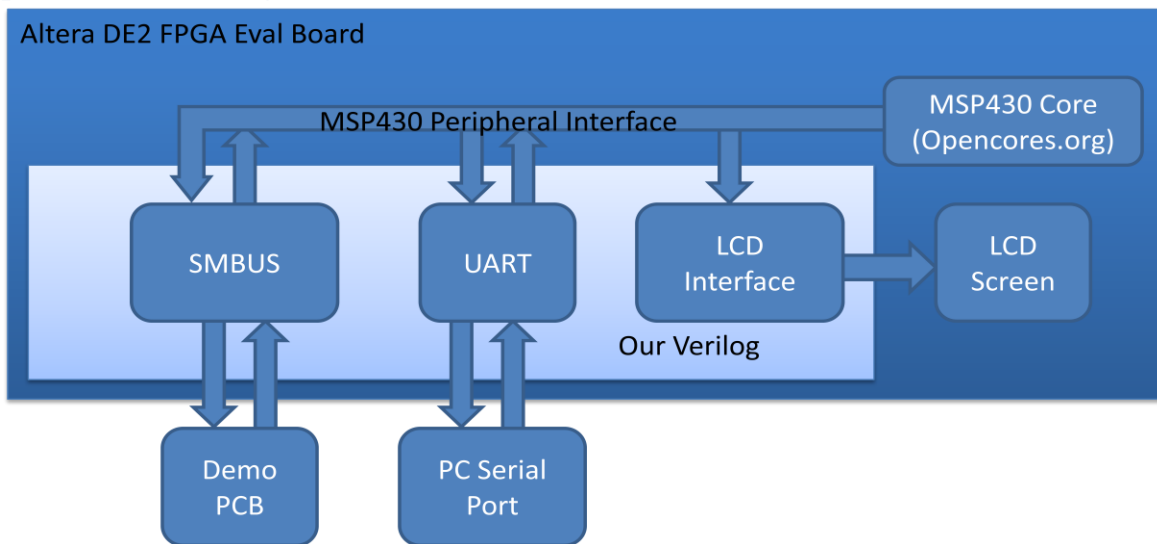 Altera DE2 FPGA Eval Board
MSP430 Core
(Opencores.org)
MSP430 Peripheral Interface
SMBUS
UART
LCD
Interface
LCD
Screen
Our Verilog
Demo
PCB
PC Serial
Port